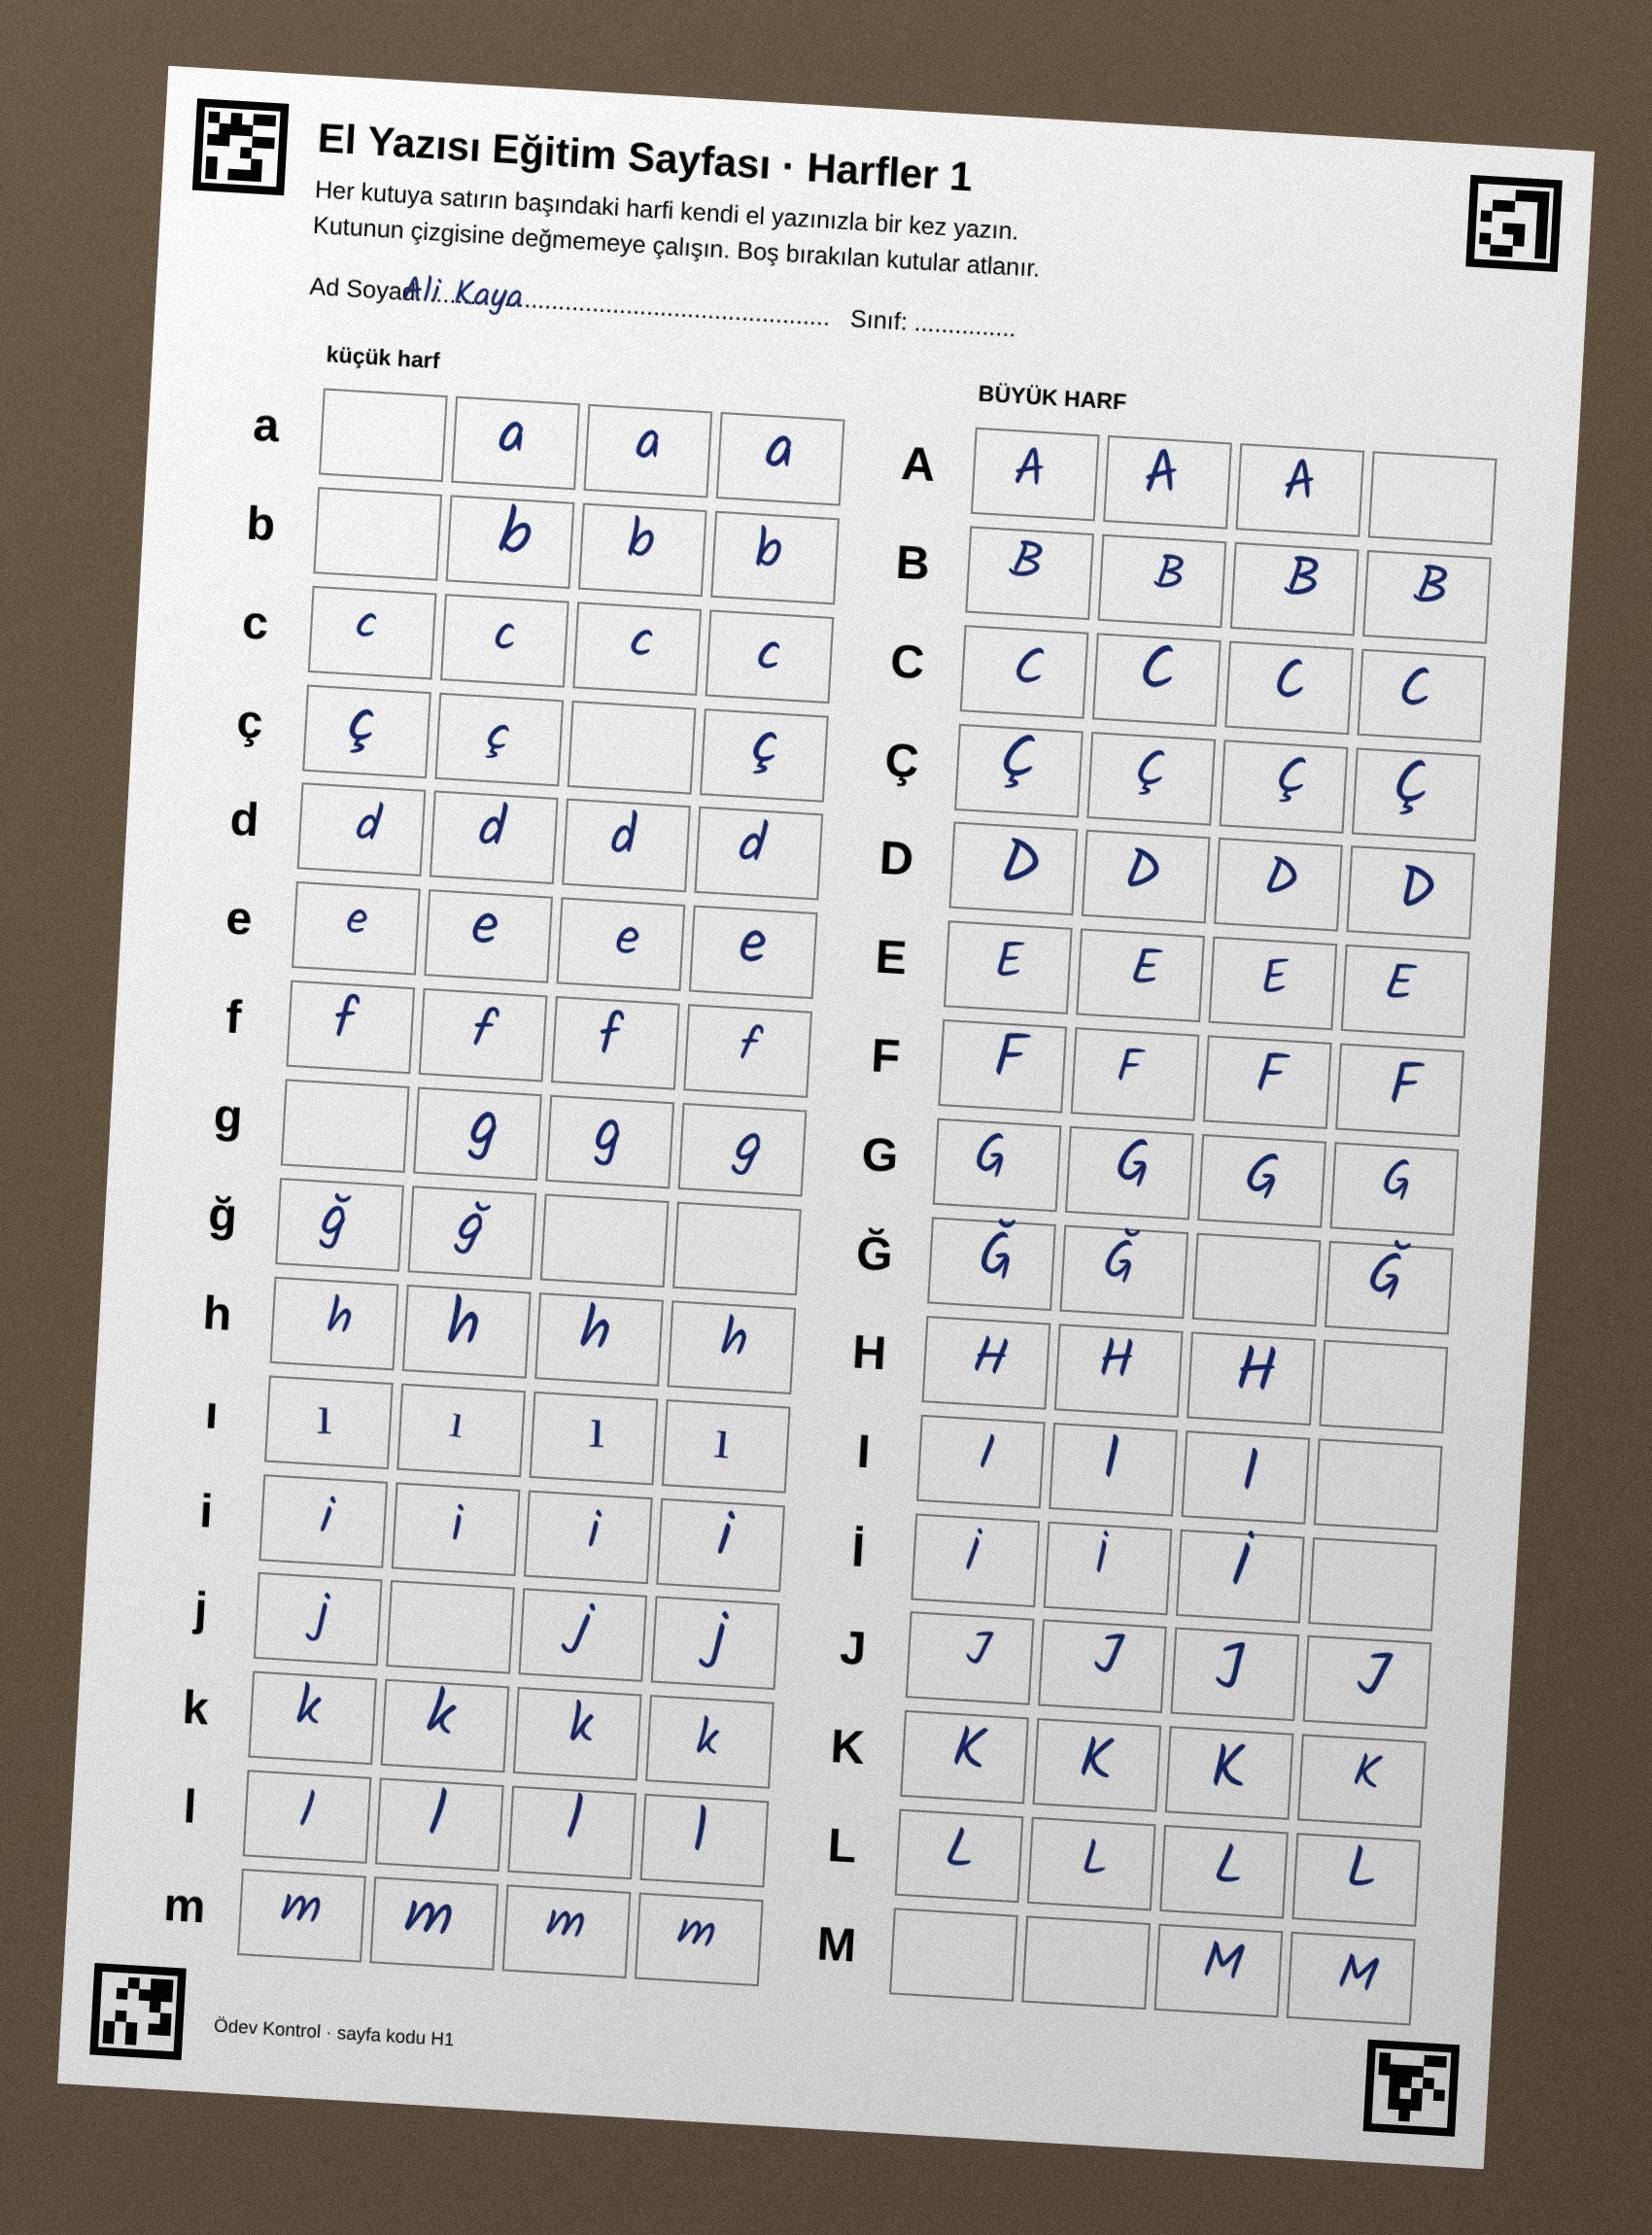 El Yazısı Eğitim Sayfası · Harfler 1
Her kutuya satırın başındaki harfi kendi el yazınızla bir kez yazın.
Kutunun çizgisine değmemeye çalışın. Boş bırakılan kutular atlanır.
Ad Soyad: Ali Kaya Sınıf: ...............
küçük harf BÜYÜK HARF
a a a a A A A A
b b b b B B B B B
c c c c c C C C C C
ç ç ç ç Ç Ç Ç Ç Ç
d d d d d D D D D D
e e e e e E E E E E
f f f f f F F F F F
g g g g G G G G G
ğ ğ ğ Ğ Ğ Ğ Ğ
h h h h h H H H H
ı ı ı ı ı I I I I
i i i i i İ İ İ İ
j j j j J J J J J
k k k k k K K K K K
l l l l l L L L L L
m m m m m M M M
Ödev Kontrol · sayfa kodu H1